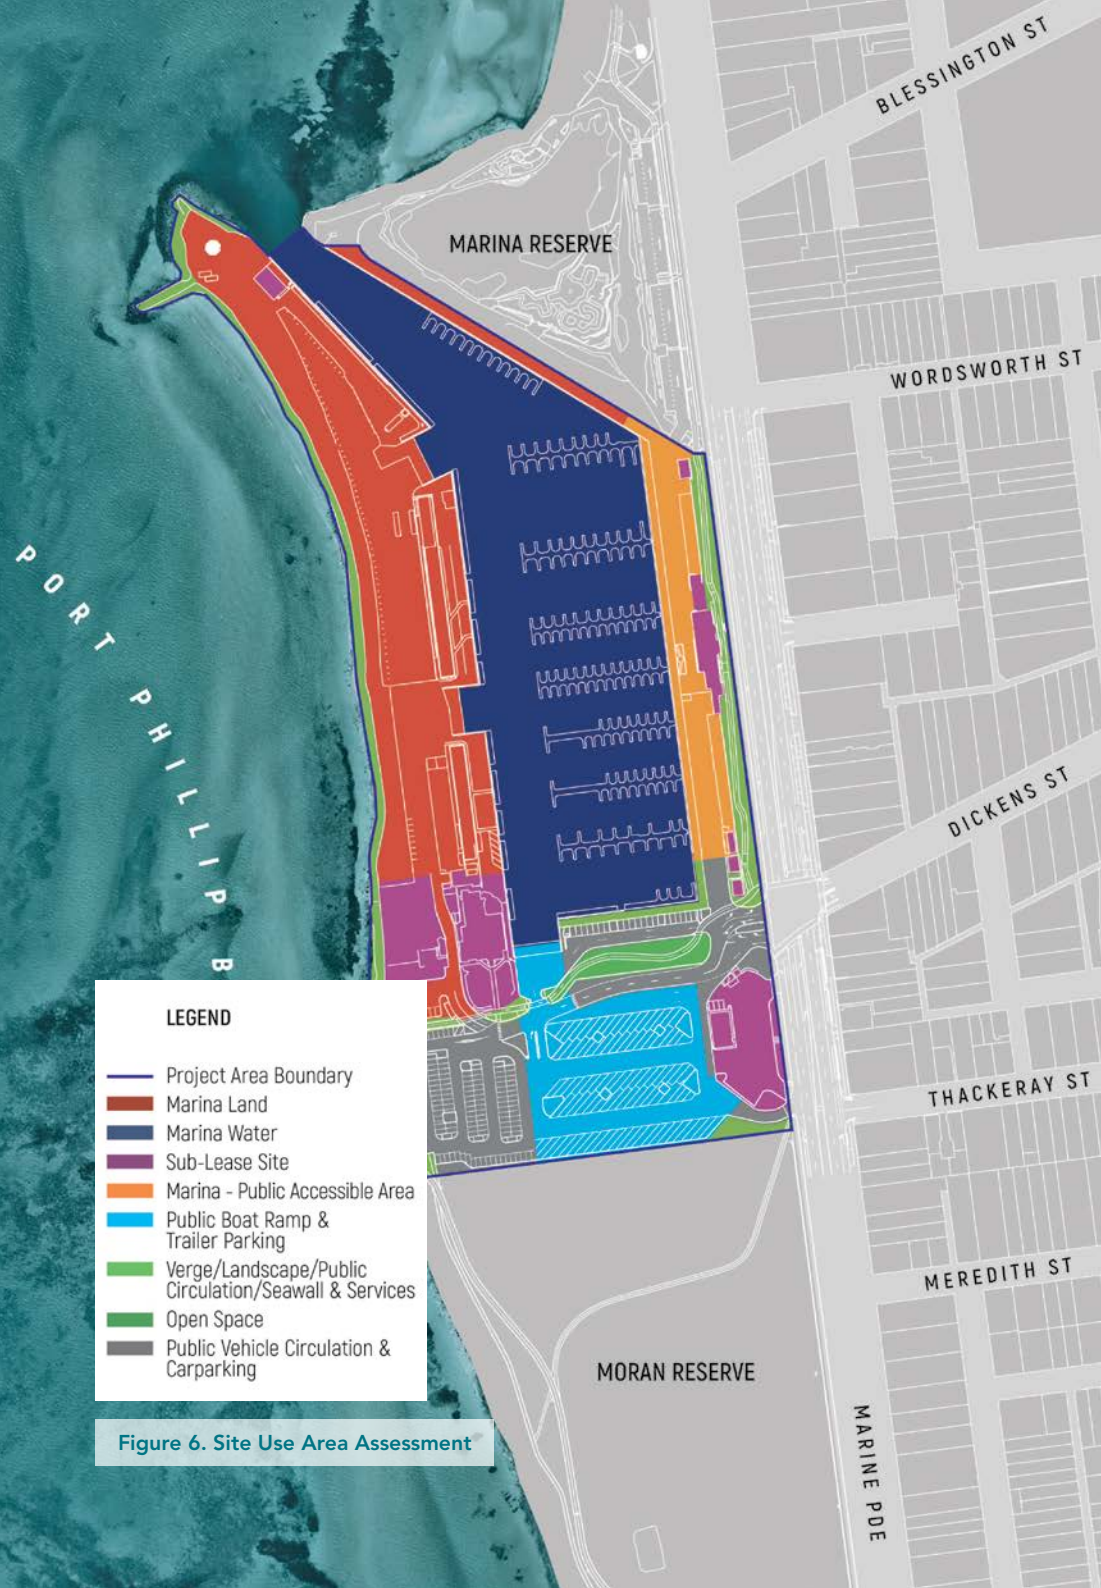 BLESSINGTON ST
MARINA RESERVE
WORDSWORTH ST
PORT PHILLIP B
DICKENS ST
LEGEND
Project Area Boundary
Marina Land
Marina Water
Sub-Lease Site
Marina - Public Accessible Area
Public Boat Ramp &
Trailer Parking
Verge/Landscape/Public
Circulation/Seawall & Services
Open Space
Public Vehicle Circulation &
Carparking
THACKERAY ST
MEREDITH ST
MORAN RESERVE
MARINE PDE
Figure 6. Site Use Area Assessment